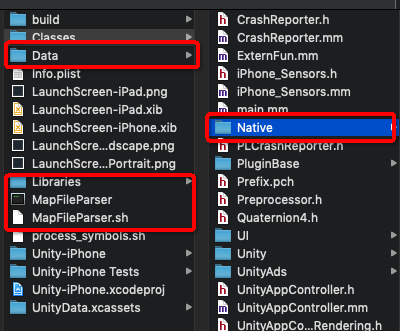 build
Classes
Data
Info.plist
LaunchScreen-iPad.png
LaunchScreen-iPad.xib
LaunchScreen-iPhone.xib
LaunchScre...dscape.png
LaunchScre...Portrait.png
Libraries
MapFileParser
MapFileParser.sh
process_symbols.sh
Unity-iPhone
Unity-iPhone Tests
Unity-iPhone.xcodeproj
UnityData.xcassets
CrashReporter.h
CrashReporter.mm
ExternFun.mm
iPhone_Sensors.h
iPhone_Sensors.mm
main.mm
Native
PLCrashReporter.h
PluginBase
Prefix.pch
Preprocessor.h
Quaternion4.h
UI
Unity
UnityAds
UnityAppController.h
UnityAppController.mm
UnityAppCo...Rendering.h